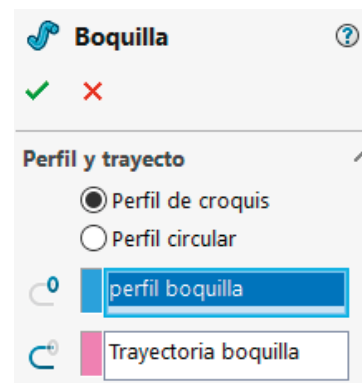 Boquilla
Perfil y trayecto
Perfil de croquis
Perfil circular
perfil boquilla
Trayectoria boquilla